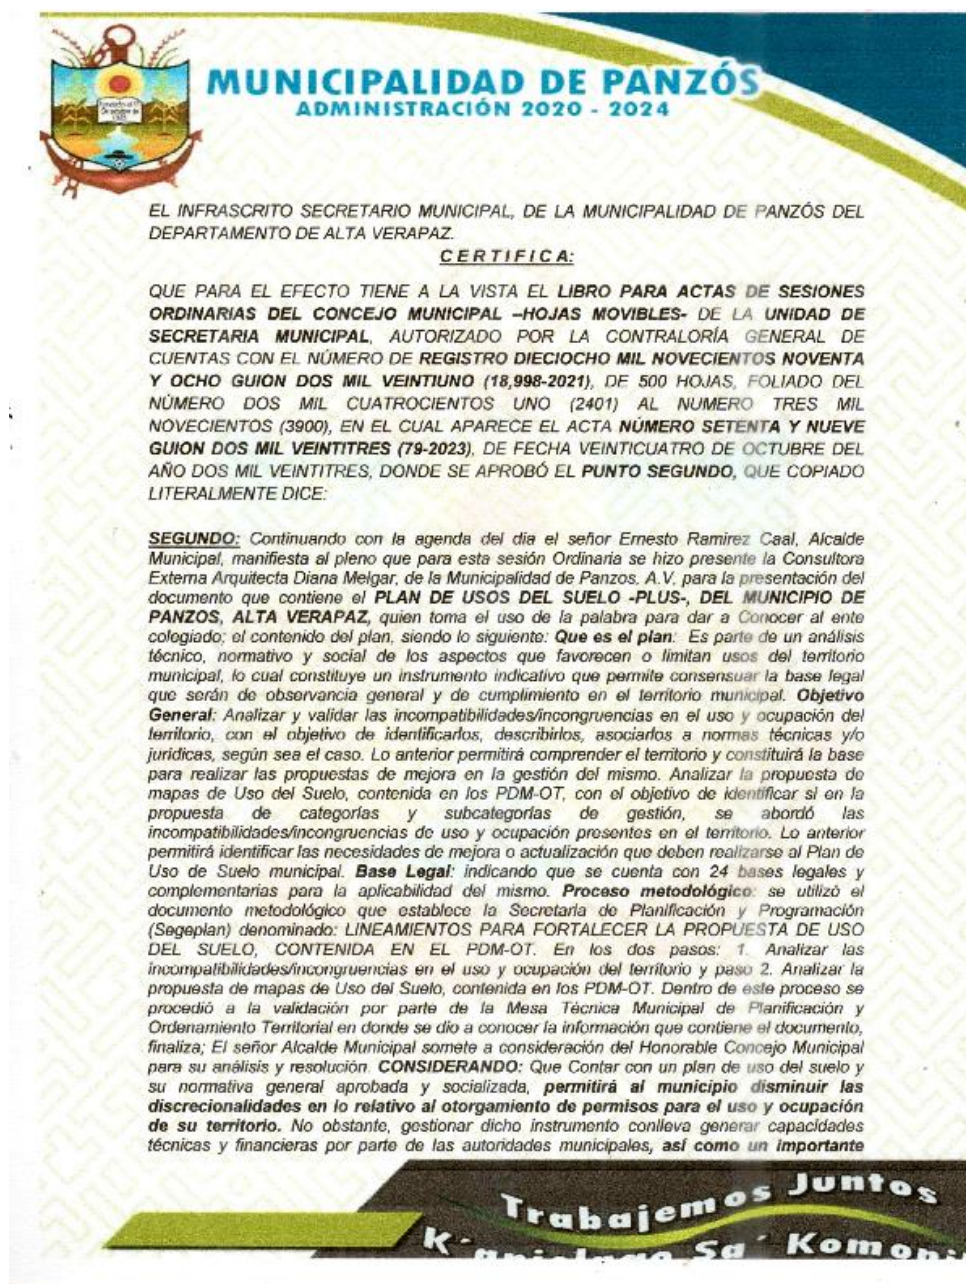 MUNICIPALIDAD DE PANZÓS
ADMINISTRACIÓN 2020 - 2024
EL INFRASCRITO SECRETARIO MUNICIPAL, DE LA MUNICIPALIDAD DE PANZÓS DEL
DEPARTAMENTO DE ALTA VERAPAZ.
CERTIFICA:
QUE PARA EL EFECTO TIENE A LA VISTA EL LIBRO PARA ACTAS DE SESIONES
ORDINARIAS DEL CONCEJO MUNICIPAL –HOJAS MOVIBLES- DE LA UNIDAD DE
SECRETARIA MUNICIPAL, AUTORIZADO POR LA CONTRALORÍA GENERAL DE
CUENTAS CON EL NÚMERO DE REGISTRO DIECIOCHO MIL NOVECIENTOS NOVENTA
Y OCHO GUION DOS MIL VEINTIUNO (18,998-2021), DE 500 HOJAS, FOLIADO DEL
NÚMERO DOS MIL CUATROCIENTOS UNO (2401) AL NUMERO TRES MIL
NOVECIENTOS (3900), EN EL CUAL APARECE EL ACTA NÚMERO SETENTA Y NUEVE
GUION DOS MIL VEINTITRES (79-2023), DE FECHA VEINTICUATRO DE OCTUBRE DEL
AÑO DOS MIL VEINTITRES, DONDE SE APROBÓ EL PUNTO SEGUNDO, QUE COPIADO
LITERALMENTE DICE:
SEGUNDO: Continuando con la agenda del día el señor Ernesto Ramirez Caal, Alcalde
Municipal, manifiesta al pleno que para esta sesión Ordinaria se hizo presente la Consultora
Externa Arquitecta Diana Melgar, de la Municipalidad de Panzos, A.V. para la presentación del
documento que contiene el PLAN DE USOS DEL SUELO -PLUS-, DEL MUNICIPIO DE
PANZOS, ALTA VERAPAZ, quien toma el uso de la palabra para dar a Conocer al ente
colegiado; el contenido del plan, siendo lo siguiente: Que es el plan: Es parte de un análisis
técnico, normativo y social de los aspectos que favorecen o limitan usos del territorio
municipal, lo cual constituye un instrumento indicativo que permite consensuar la base legal
que serán de observancia general y de cumplimiento en el territorio municipal. Objetivo
General: Analizar y validar las incompatibilidades/incongruencias en el uso y ocupación del
territorio, con el objetivo de identificarlos, describirlos, asociarlos a normas técnicas y/o
jurídicas, según sea el caso. Lo anterior permitirá comprender el territorio y constituirá la base
para realizar las propuestas de mejora en la gestión del mismo. Analizar la propuesta de
mapas de Uso del Suelo, contenida en los PDM-OT, con el objetivo de identificar si en la
propuesta de categorías y subcategorías de gestión, se abordó las
incompatibilidades/incongruencias de uso y ocupación presentes en el territorio. Lo anterior
permitirá identificar las necesidades de mejora o actualización que deben realizarse al Plan de
Uso de Suelo municipal. Base Legal: indicando que se cuenta con 24 bases legales y
complementarias para la aplicabilidad del mismo. Proceso metodológico: se utilizó el
documento metodológico que establece la Secretaría de Planificación y Programación
(Segeplan) denominado: LINEAMIENTOS PARA FORTALECER LA PROPUESTA DE USO
DEL SUELO, CONTENIDA EN EL PDM-OT. En los dos pasos: 1. Analizar las
incompatibilidades/incongruencias en el uso y ocupación del territorio y paso 2. Analizar la
propuesta de mapas de Uso del Suelo, contenida en los PDM-OT. Dentro de este proceso se
procedió a la validación por parte de la Mesa Técnica Municipal de Planificación y
Ordenamiento Territorial en donde se dio a conocer la información que contiene el documento,
finaliza; El señor Alcalde Municipal somete a consideración del Honorable Concejo Municipal
para su análisis y resolución. CONSIDERANDO: Que Contar con un plan de uso del suelo y
su normativa general aprobada y socializada, permitirá al municipio disminuir las
discrecionalidades en lo relativo al otorgamiento de permisos para el uso y ocupación
de su territorio. No obstante, gestionar dicho instrumento conlleva generar capacidades
técnicas y financieras por parte de las autoridades municipales, así como un importante
Trabajemos Juntos
Sa´ Komon